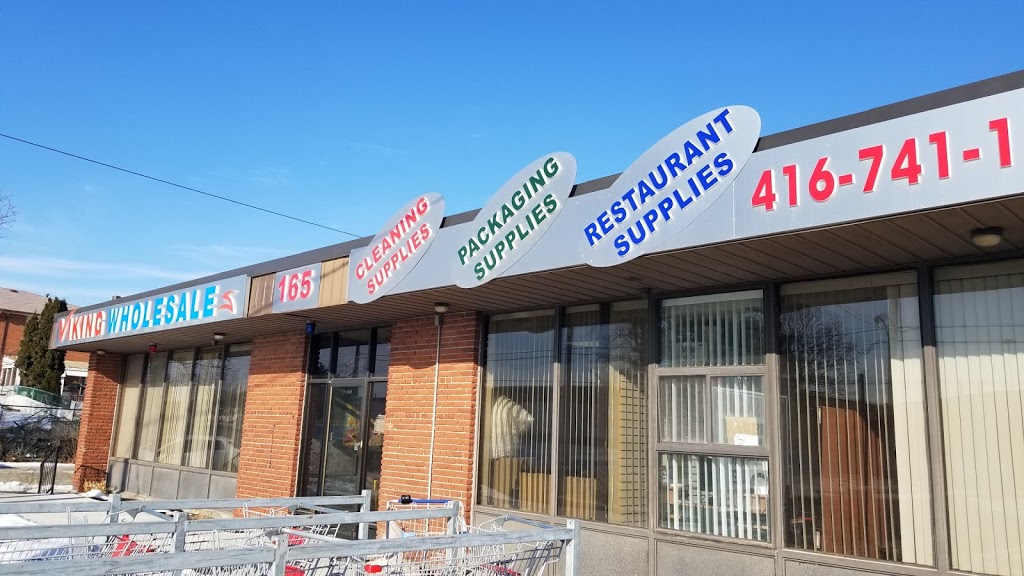 VIKING WHOLESALE
165
CLEANING
SUPPLIES
PACKAGING
SUPPLIES
RESTAURANT
SUPPLIES
416-741-1